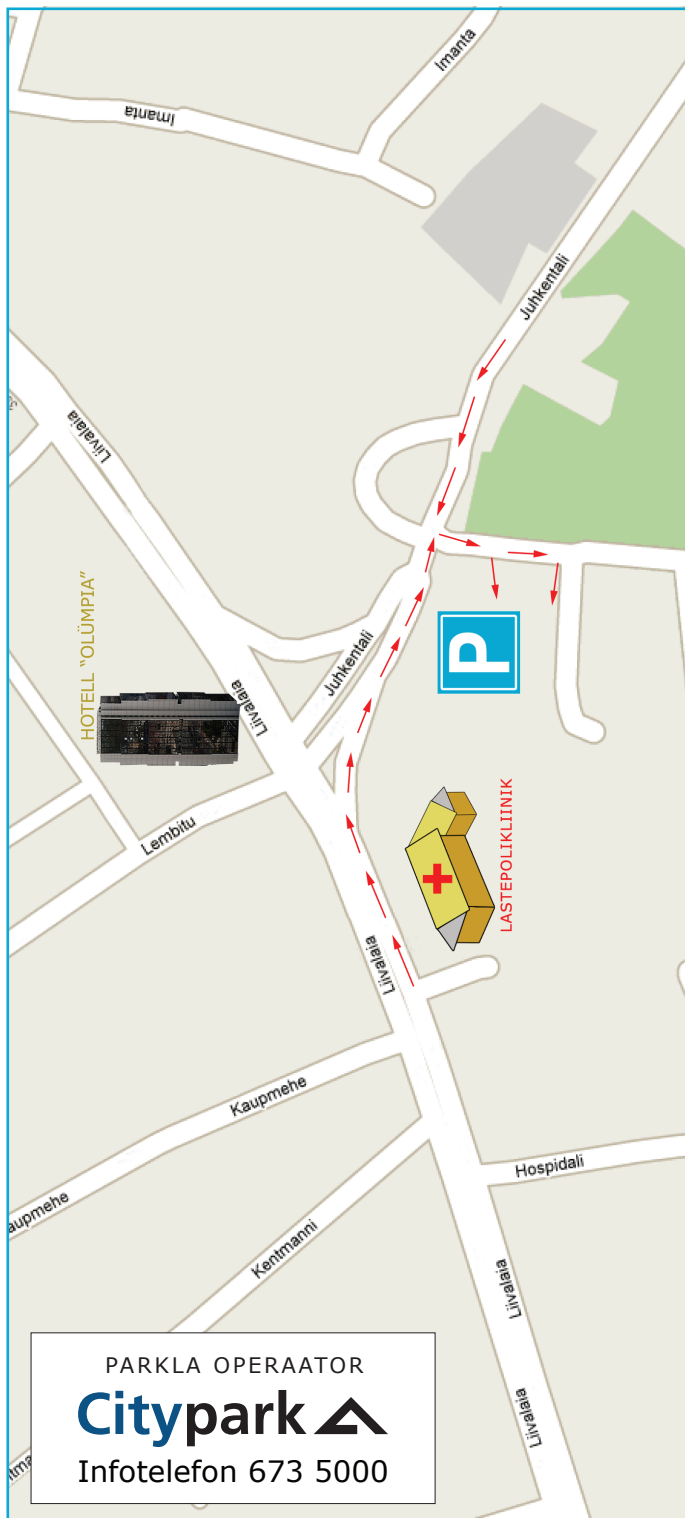 Imanta
Imanta
Juhkentali
Liivalaia
HOTELL "OLÜMPIA"
Juhkentali
Liivalaia
P
Lembitu
LASTEPOLIKLIINIK
Liivalaia
Kaupmehe
Hospidali
aupmehe
Kentmanni
Liivalaia
Liivalaia
PARKLA OPERAATOR
Citypark
Infotelefon 673 5000